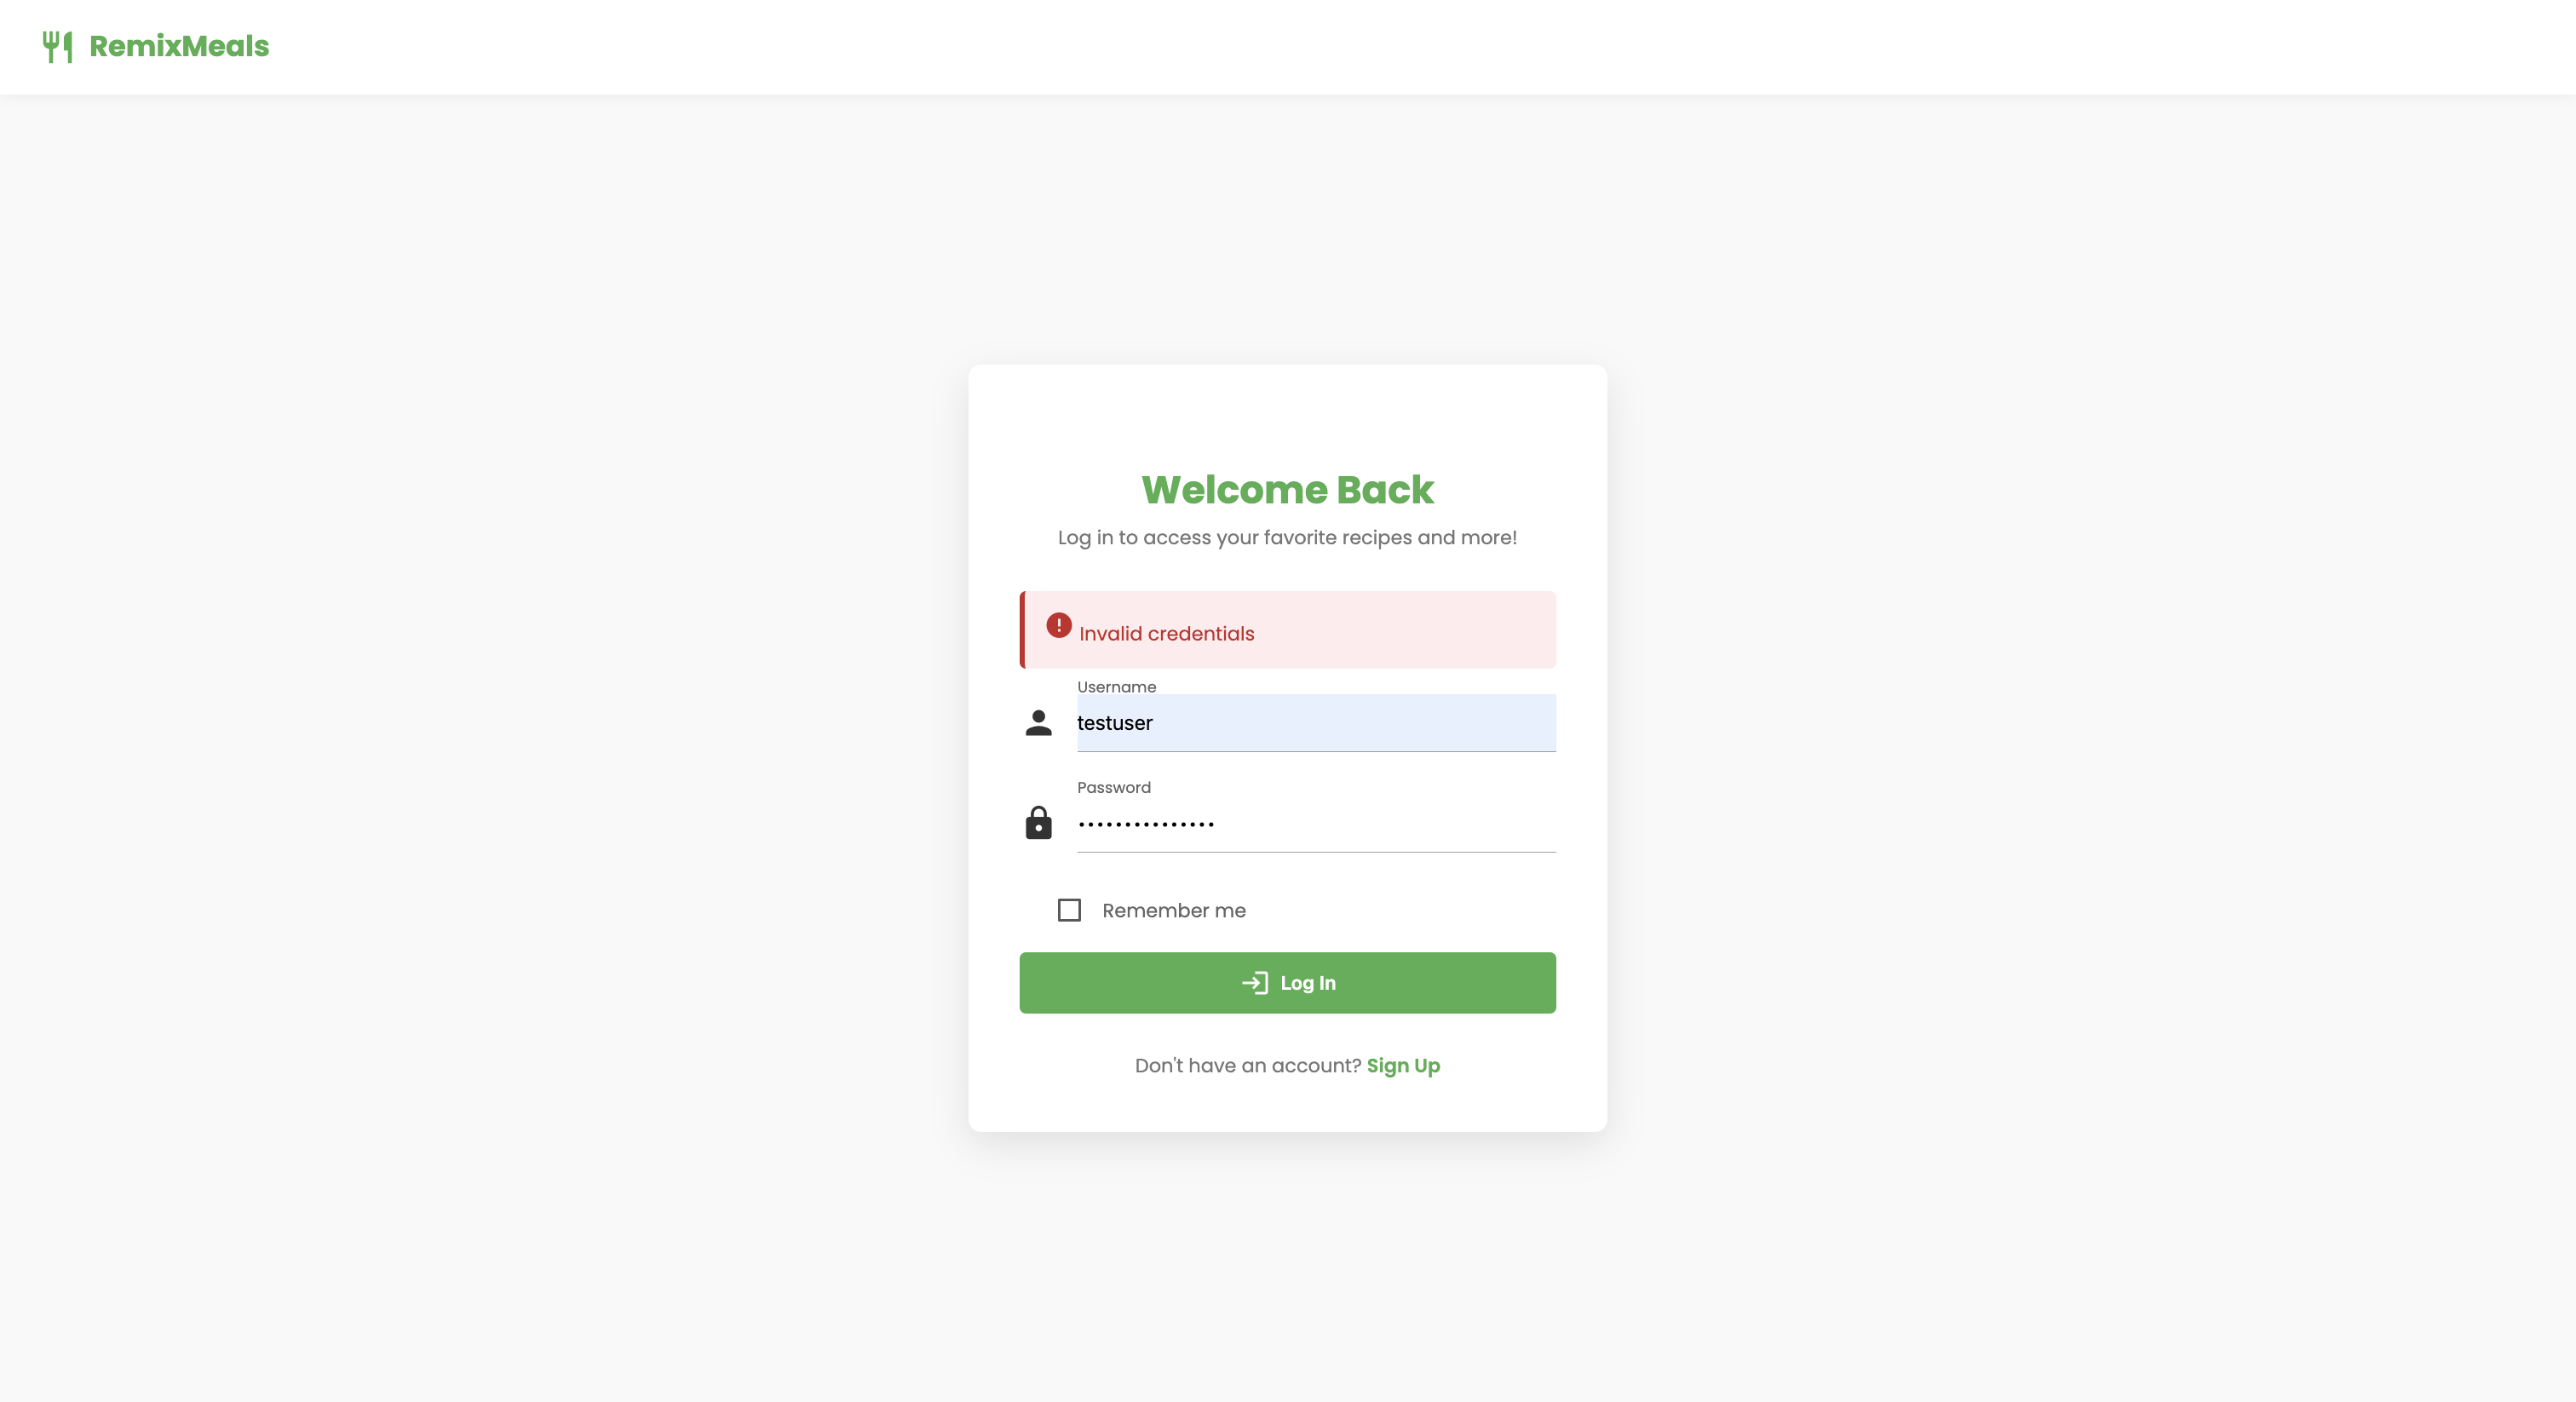 RemixMeals
Welcome Back
Log in to access your favorite recipes and more!
Invalid credentials
Username
testuser
Password
•••••••••••••••
Remember me
Log In
Don't have an account? Sign Up